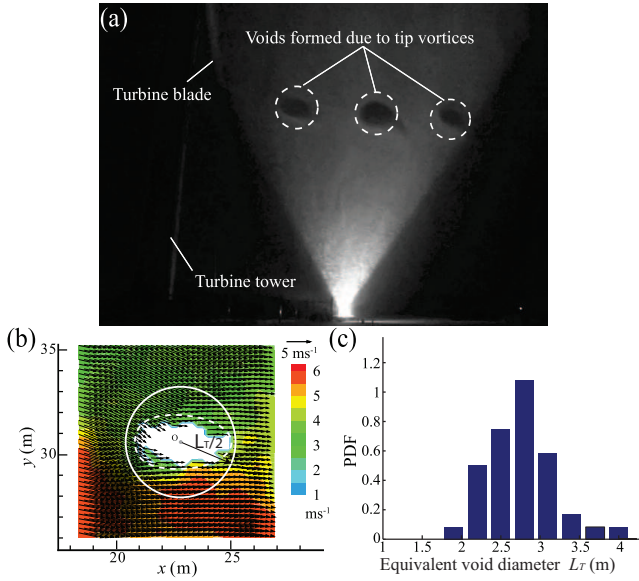 (a)
Voids formed due to tip vortices
Turbine blade
Turbine tower
(b)
5 ms-1
35
30
y (m)
20
25
x (m)
O
LT/2
6
5
4
3
2
1
ms-1
(c)
1.2
1
0.8
0.6
0.4
0.2
0
PDF
1
1.5
2
2.5
3
3.5
4
Equivalent void diameter LT (m)